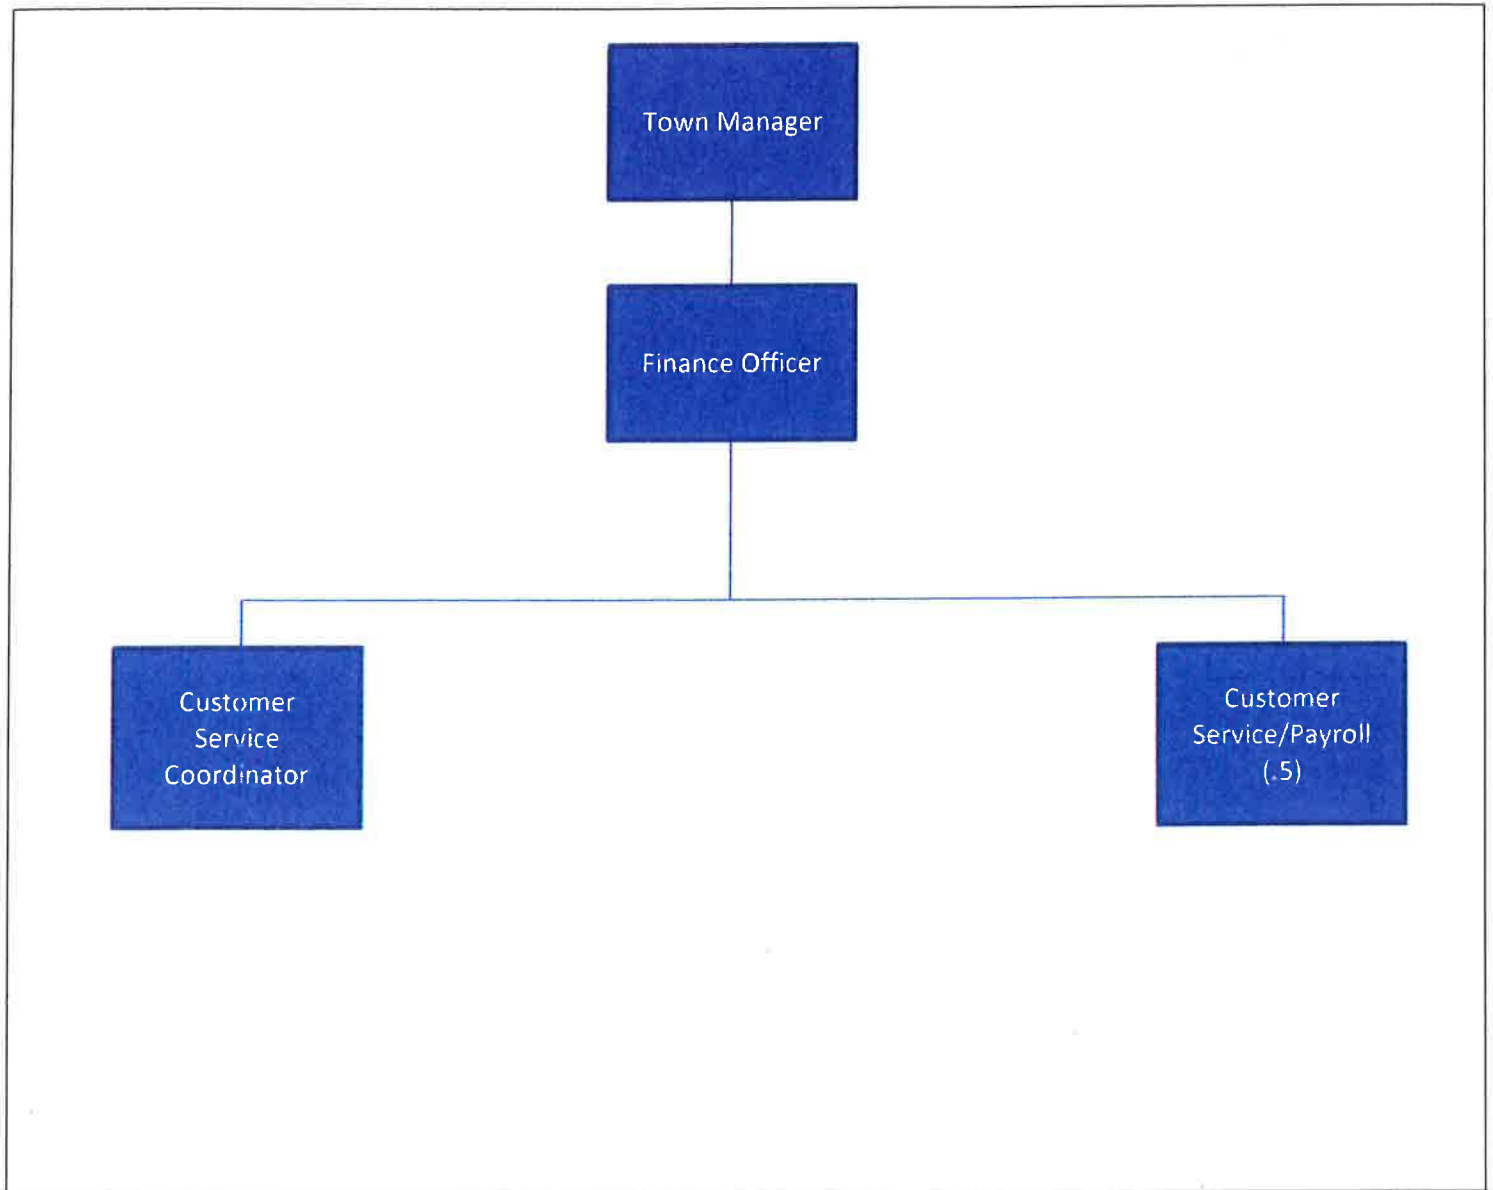 Town Manager
Finance Officer
Customer
Service
Coordinator
Customer
Service/Payroll
(.5)